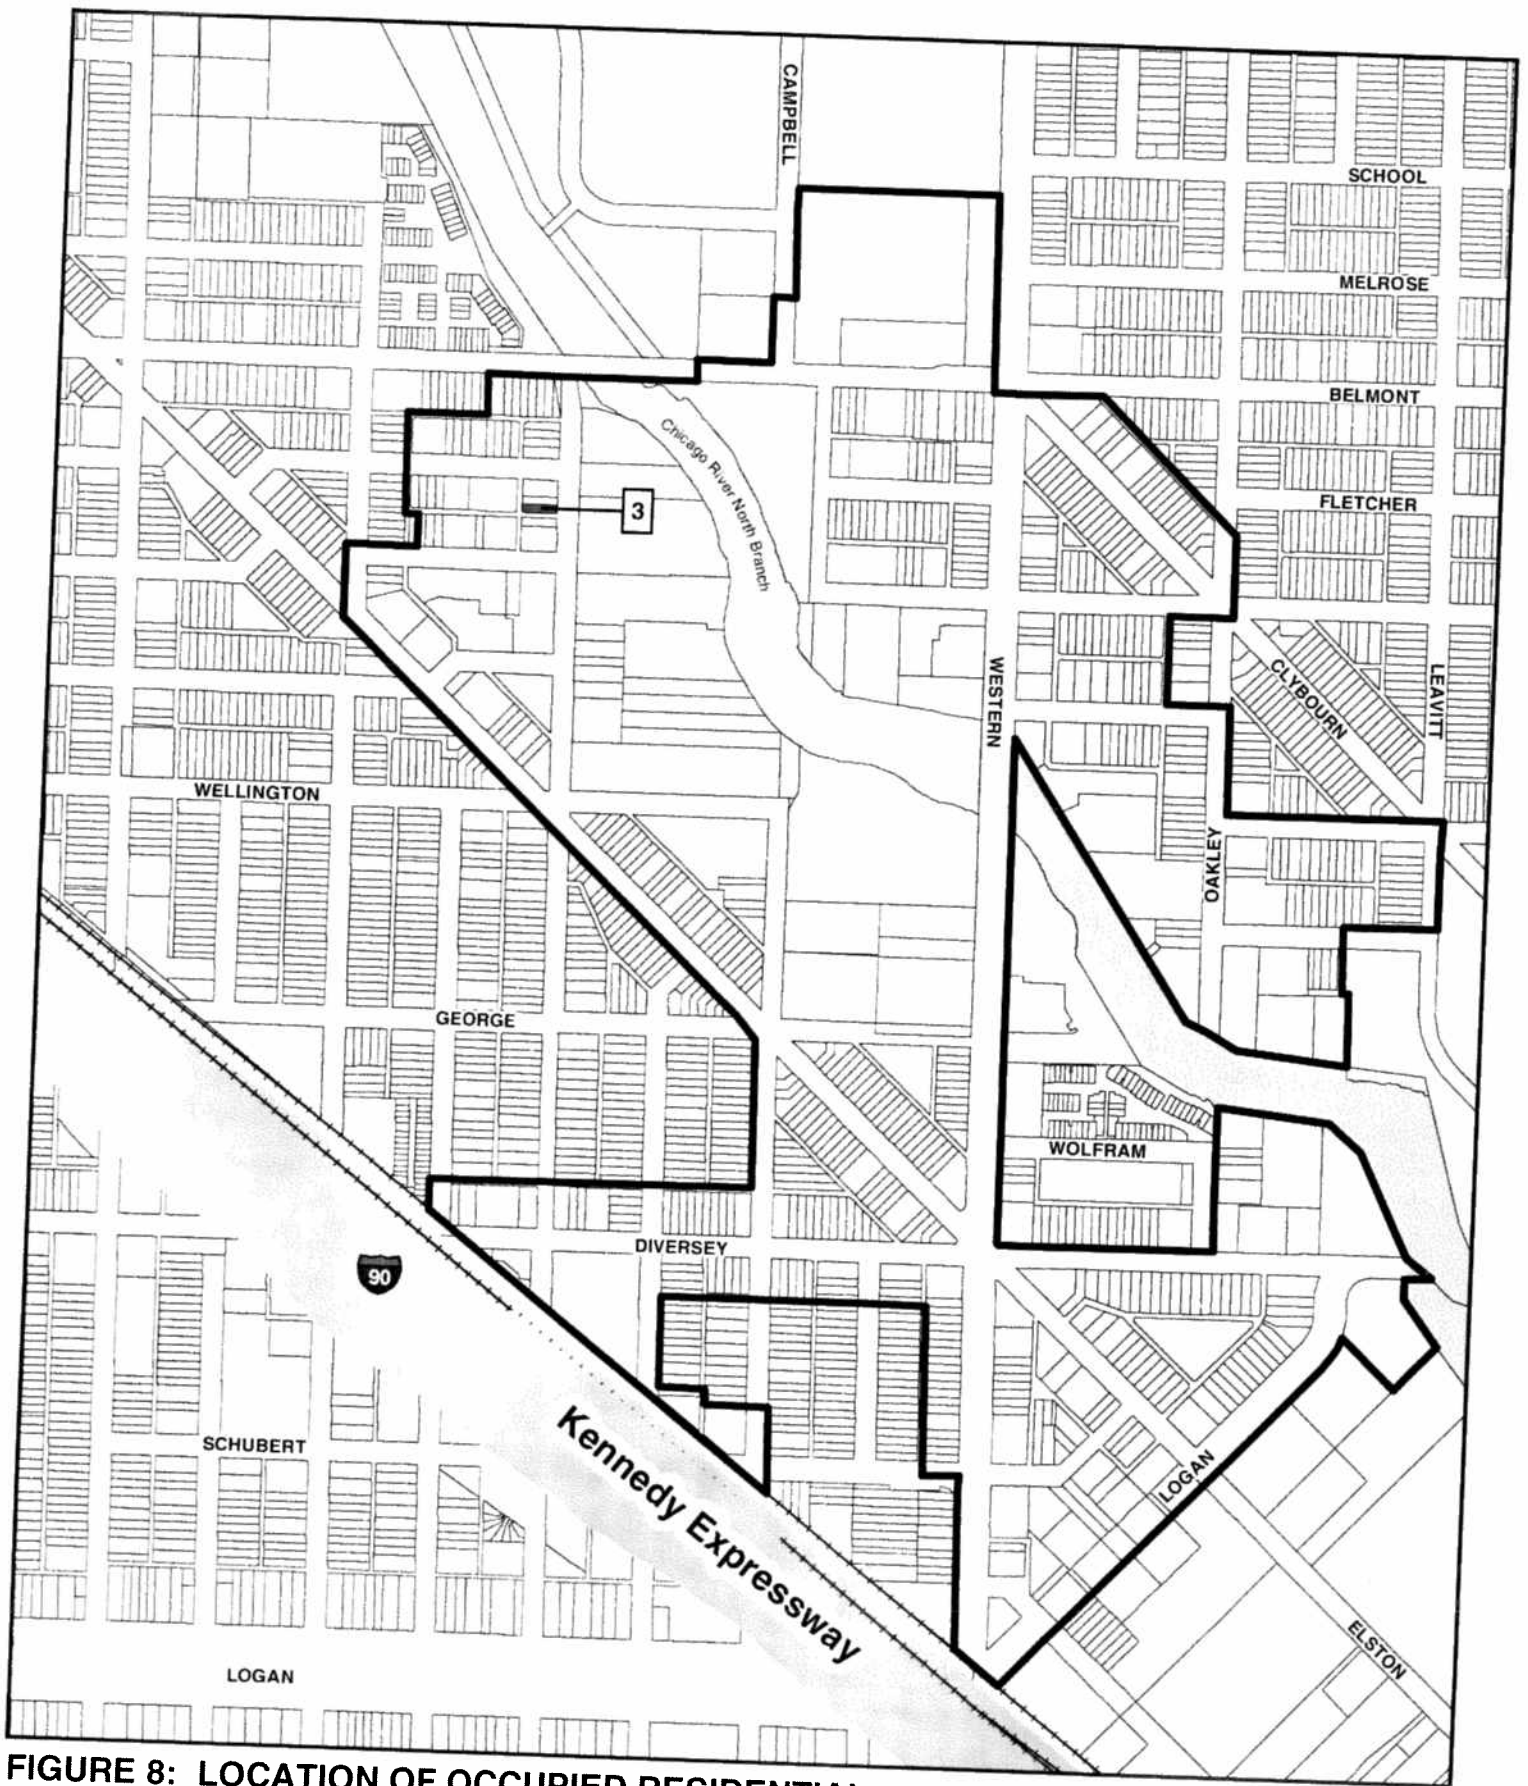 CAMPBELL
SCHOOL
MELROSE
BELMONT
Chicago River North Branch
FLETCHER
3
WESTERN
CLYBOURN
LEAVITT
WELLINGTON
OAKLEY
GEORGE
WOLFRAM
DIVERSEY
90
Kennedy Expressway
SCHUBERT
LOGAN
ELSTON
LOGAN
FIGURE 8: LOCATION OF OCCUPIED RESIDENTIAL